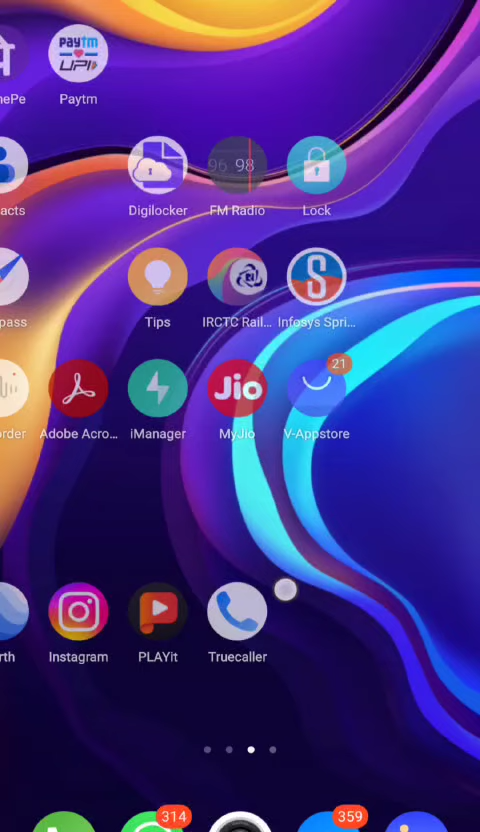 पे
paytm
UPI
nePe
Paytm
96 98
acts
Digilocker
FM Radio
Lock
pass
Tips
IRCTC Rail...
Infosys Spri...
Jio
21
order
Adobe Acro...
iManager
MyJio
V-Appstore
rth
Instagram
PLAYit
Truecaller
314
359